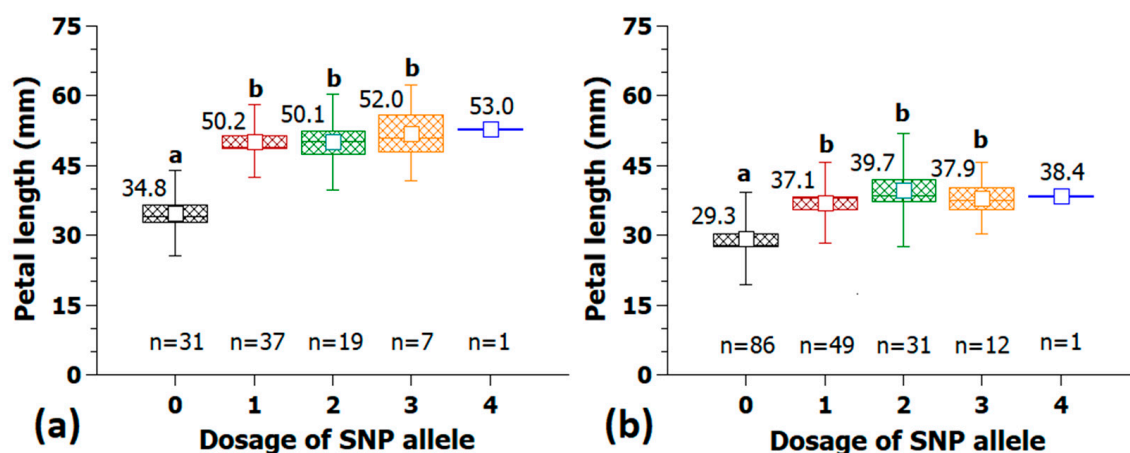 75
60
45
30
15
0
Petal length (mm)
a
b
b
b
34.8
50.2
50.1
52.0
53.0
n=31 n=37 n=19 n=7 n=1
0 1 2 3 4
Dosage of SNP allele
(a)
75
60
45
30
15
0
Petal length (mm)
a
b
b
b
29.3
37.1
39.7
37.9
38.4
n=86 n=49 n=31 n=12 n=1
0 1 2 3 4
Dosage of SNP allele
(b)